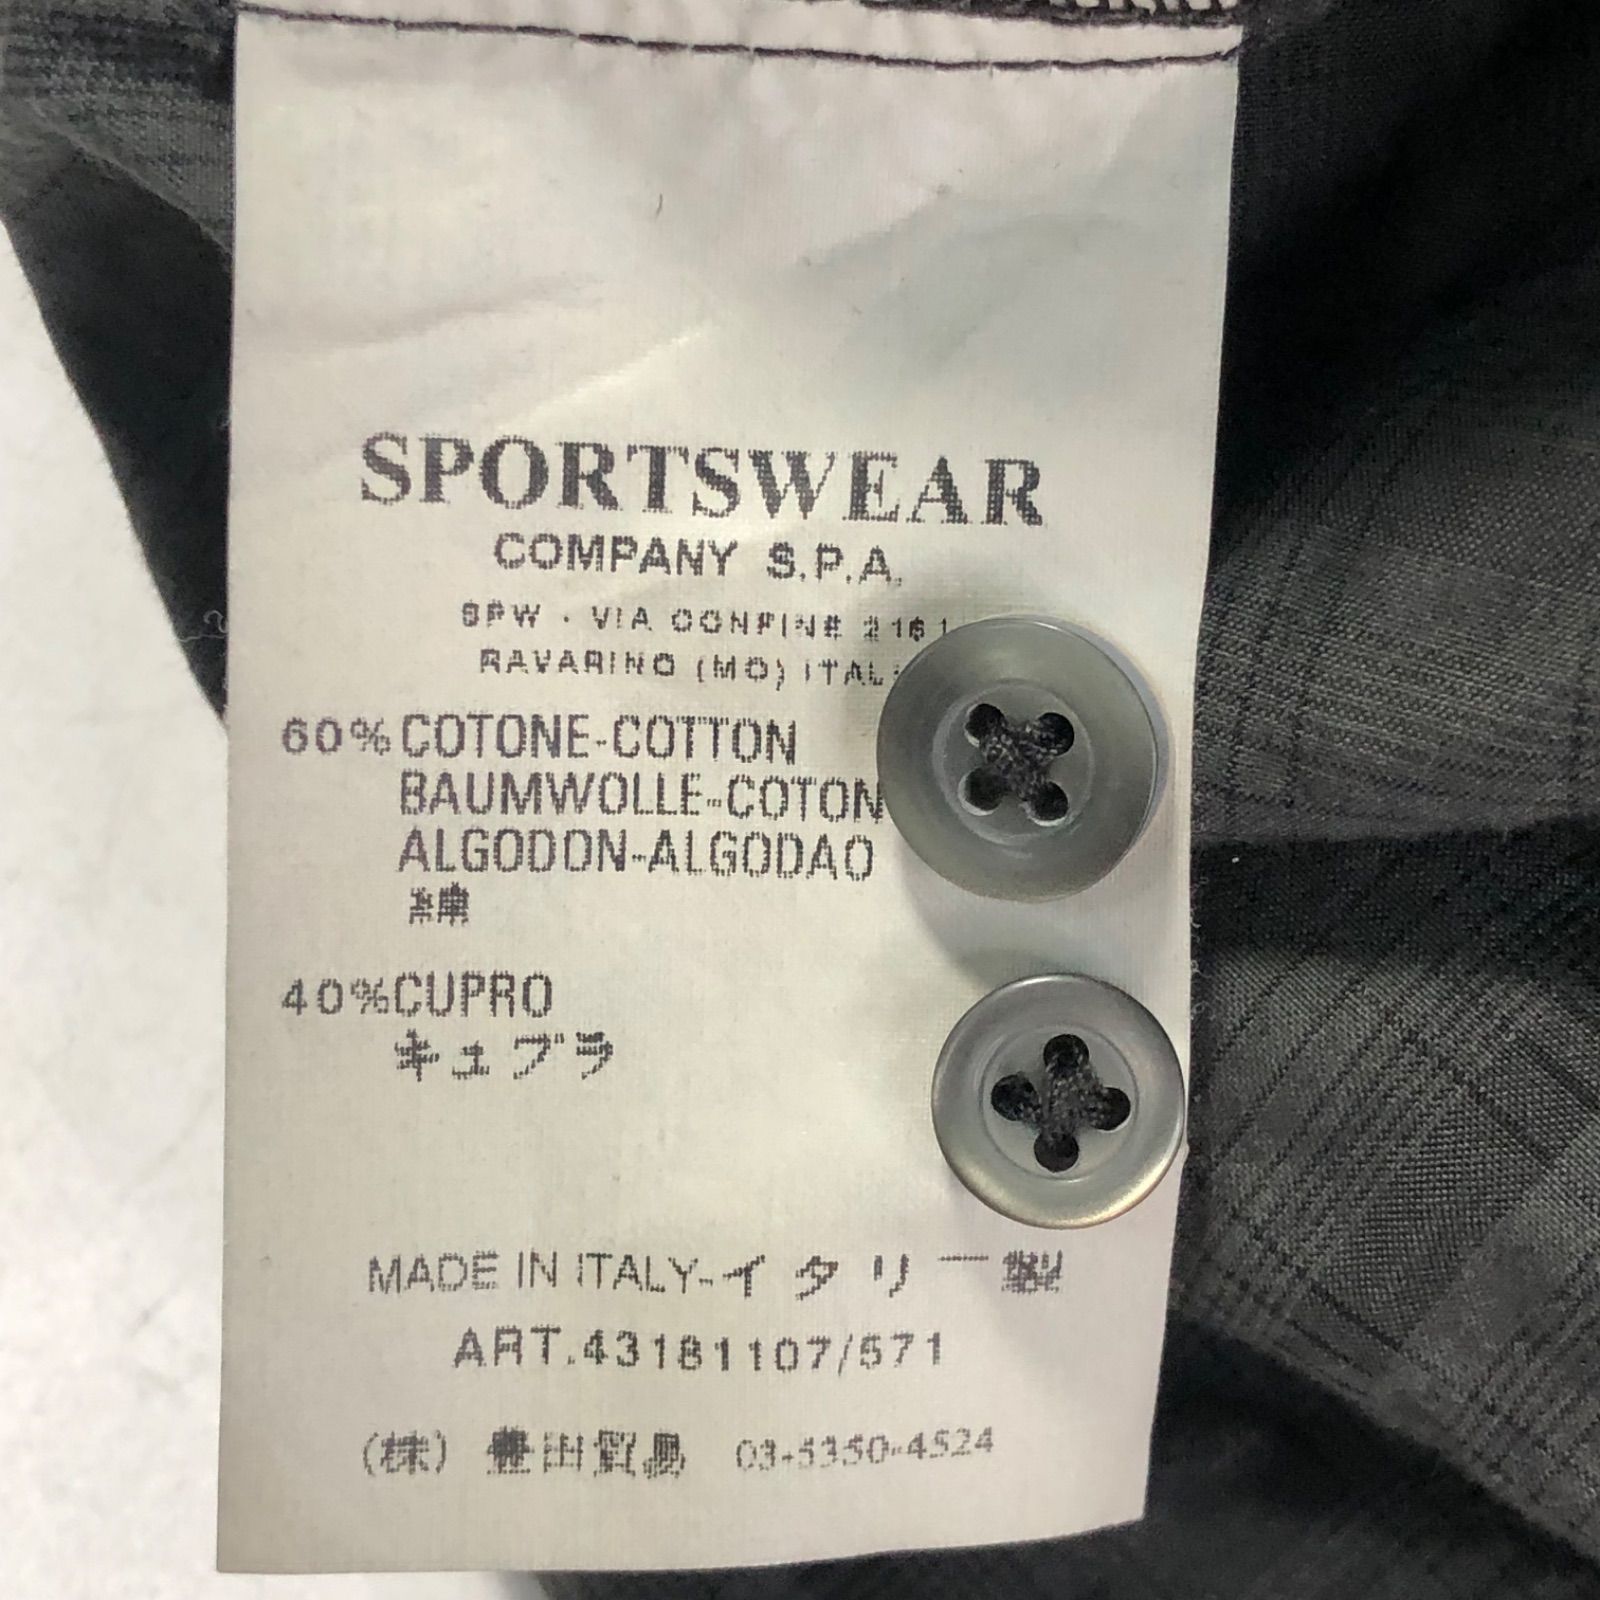 SPORTSWEAR
COMPANY S.P.A.
SPW · VIA CONFINE 2161
RAVARINO (MO) ITAL
60% COTONE-COTTON
BAUMWOLLE-COTON
ALGODON-ALGODAO
綿
40% CUPRO
キュプラ
MADE IN ITALY-イタリー製
ART.43181107/571
(株) 豊田貿易 03-5350-4524